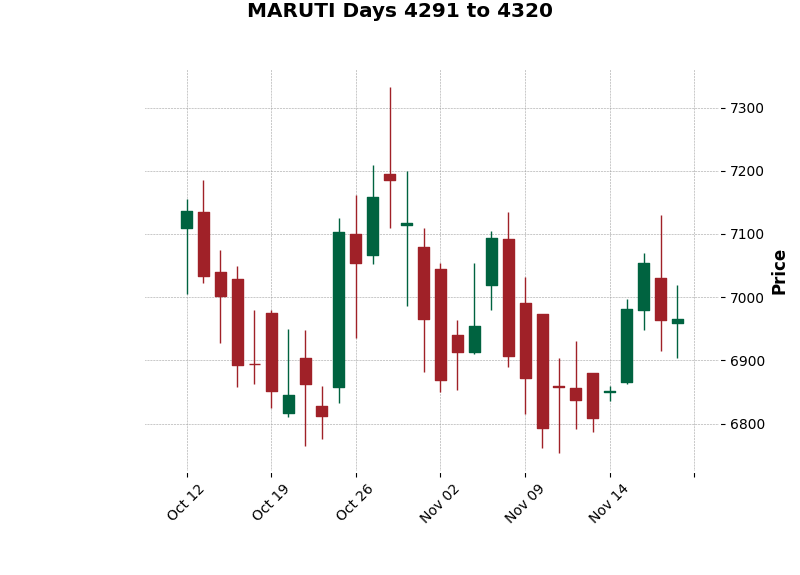 MARUTI Days 4291 to 4320
7300
7200
7100
7000
6900
6800
Price
Oct 12
Oct 19
Oct 26
Nov 02
Nov 09
Nov 14